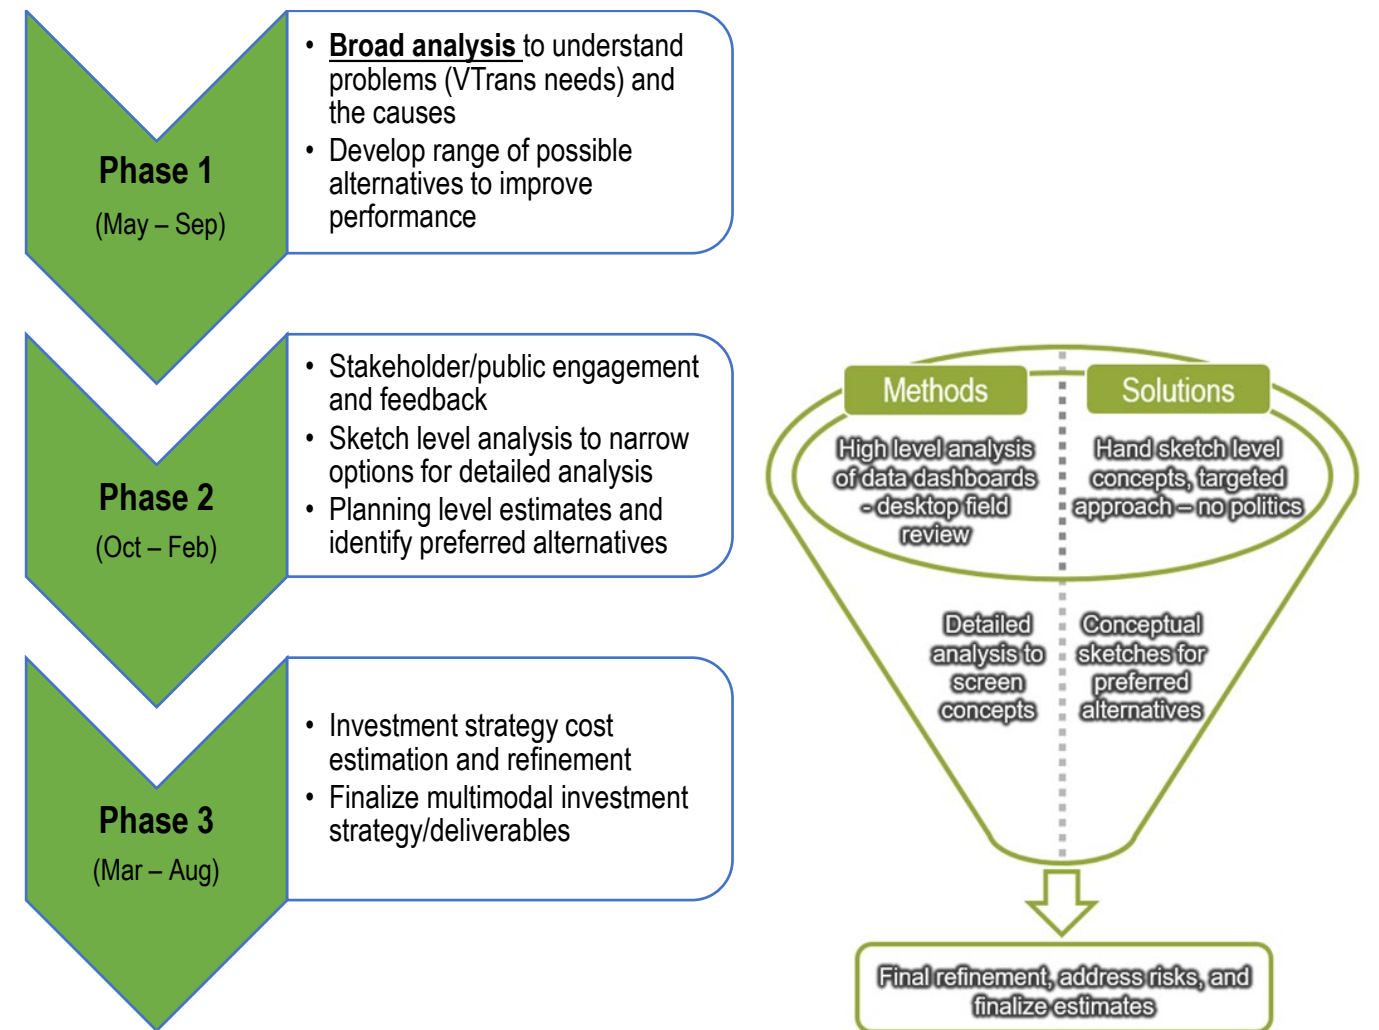 Phase 1
(May – Sep)
• Broad analysis to understand
problems (VTrans needs) and
the causes
• Develop range of possible
alternatives to improve
performance
Phase 2
(Oct – Feb)
• Stakeholder/public engagement
and feedback
• Sketch level analysis to narrow
options for detailed analysis
• Planning level estimates and
identify preferred alternatives
Phase 3
(Mar – Aug)
• Investment strategy cost
estimation and refinement
• Finalize multimodal investment
strategy/deliverables
Methods
High level analysis
of data dashboards
- desktop field
review
Solutions
Hand sketch level
concepts, targeted
approach – no politics
Detailed
analysis to
screen
concepts
Conceptual
sketches for
preferred
alternatives
Final refinement, address risks, and
finalize estimates